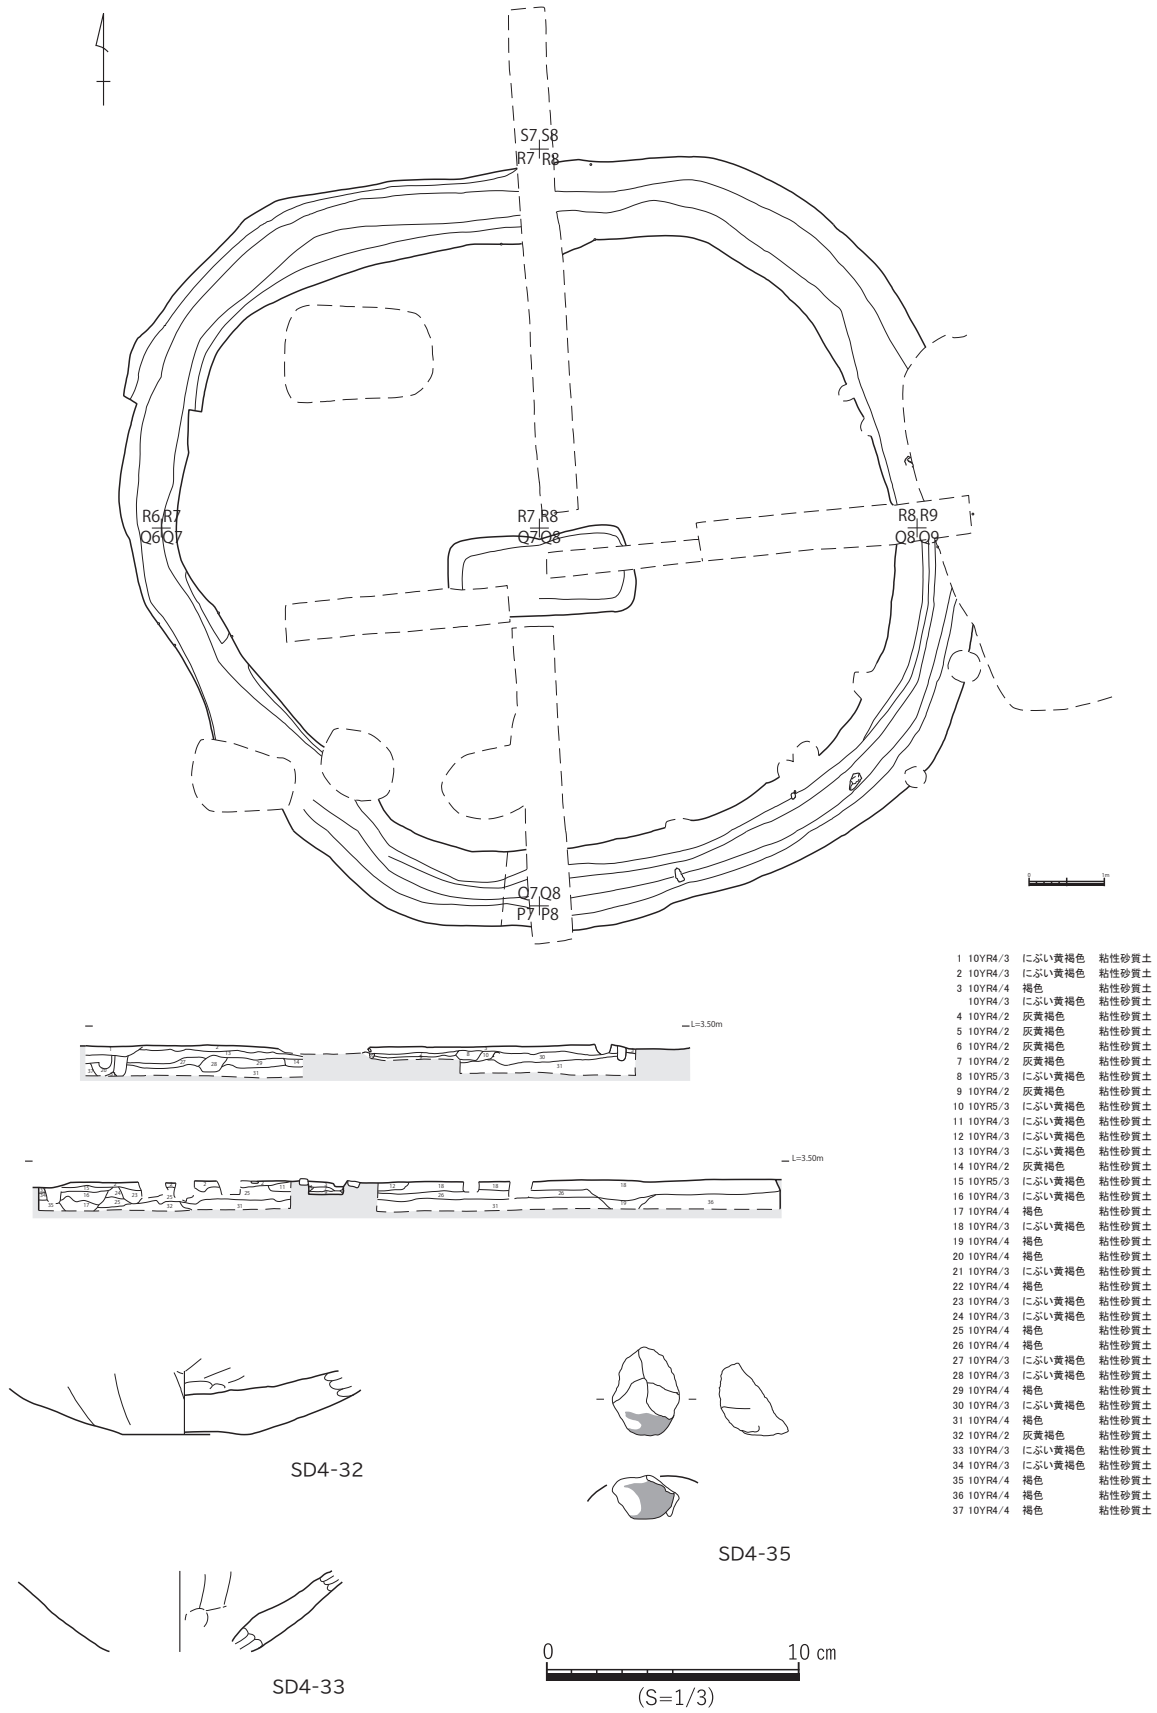 S7 S8
R7 R8
R6 R7
Q6 Q7
R7 R8
Q7 Q8
R8 R9
Q8 Q9
Q7 Q8
P7 P8
0 1m
L=3.50m
L=3.50m
1 10YR4/3 にぶい黄褐色 粘性砂質土
2 10YR4/3 にぶい黄褐色 粘性砂質土
3 10YR4/4 褐色 粘性砂質土
10YR4/3 にぶい黄褐色 粘性砂質土
4 10YR4/2 灰黄褐色 粘性砂質土
5 10YR4/2 灰黄褐色 粘性砂質土
6 10YR4/2 灰黄褐色 粘性砂質土
7 10YR4/2 灰黄褐色 粘性砂質土
8 10YR5/3 にぶい黄褐色 粘性砂質土
9 10YR4/2 灰黄褐色 粘性砂質土
10 10YR5/3 にぶい黄褐色 粘性砂質土
11 10YR4/3 にぶい黄褐色 粘性砂質土
12 10YR4/3 にぶい黄褐色 粘性砂質土
13 10YR4/3 にぶい黄褐色 粘性砂質土
14 10YR4/2 灰黄褐色 粘性砂質土
15 10YR5/3 にぶい黄褐色 粘性砂質土
16 10YR4/3 にぶい黄褐色 粘性砂質土
17 10YR4/4 褐色 粘性砂質土
18 10YR4/3 にぶい黄褐色 粘性砂質土
19 10YR4/4 褐色 粘性砂質土
20 10YR4/4 褐色 粘性砂質土
21 10YR4/3 にぶい黄褐色 粘性砂質土
22 10YR4/4 褐色 粘性砂質土
23 10YR4/3 にぶい黄褐色 粘性砂質土
24 10YR4/3 にぶい黄褐色 粘性砂質土
25 10YR4/4 褐色 粘性砂質土
26 10YR4/4 褐色 粘性砂質土
27 10YR4/3 にぶい黄褐色 粘性砂質土
28 10YR4/3 にぶい黄褐色 粘性砂質土
29 10YR4/4 褐色 粘性砂質土
30 10YR4/3 にぶい黄褐色 粘性砂質土
31 10YR4/4 褐色 粘性砂質土
32 10YR4/2 灰黄褐色 粘性砂質土
33 10YR4/3 にぶい黄褐色 粘性砂質土
34 10YR4/3 にぶい黄褐色 粘性砂質土
35 10YR4/4 褐色 粘性砂質土
36 10YR4/4 褐色 粘性砂質土
37 10YR4/4 褐色 粘性砂質土
SD4-32
SD4-35
SD4-33
0 10 cm
(S=1/3)